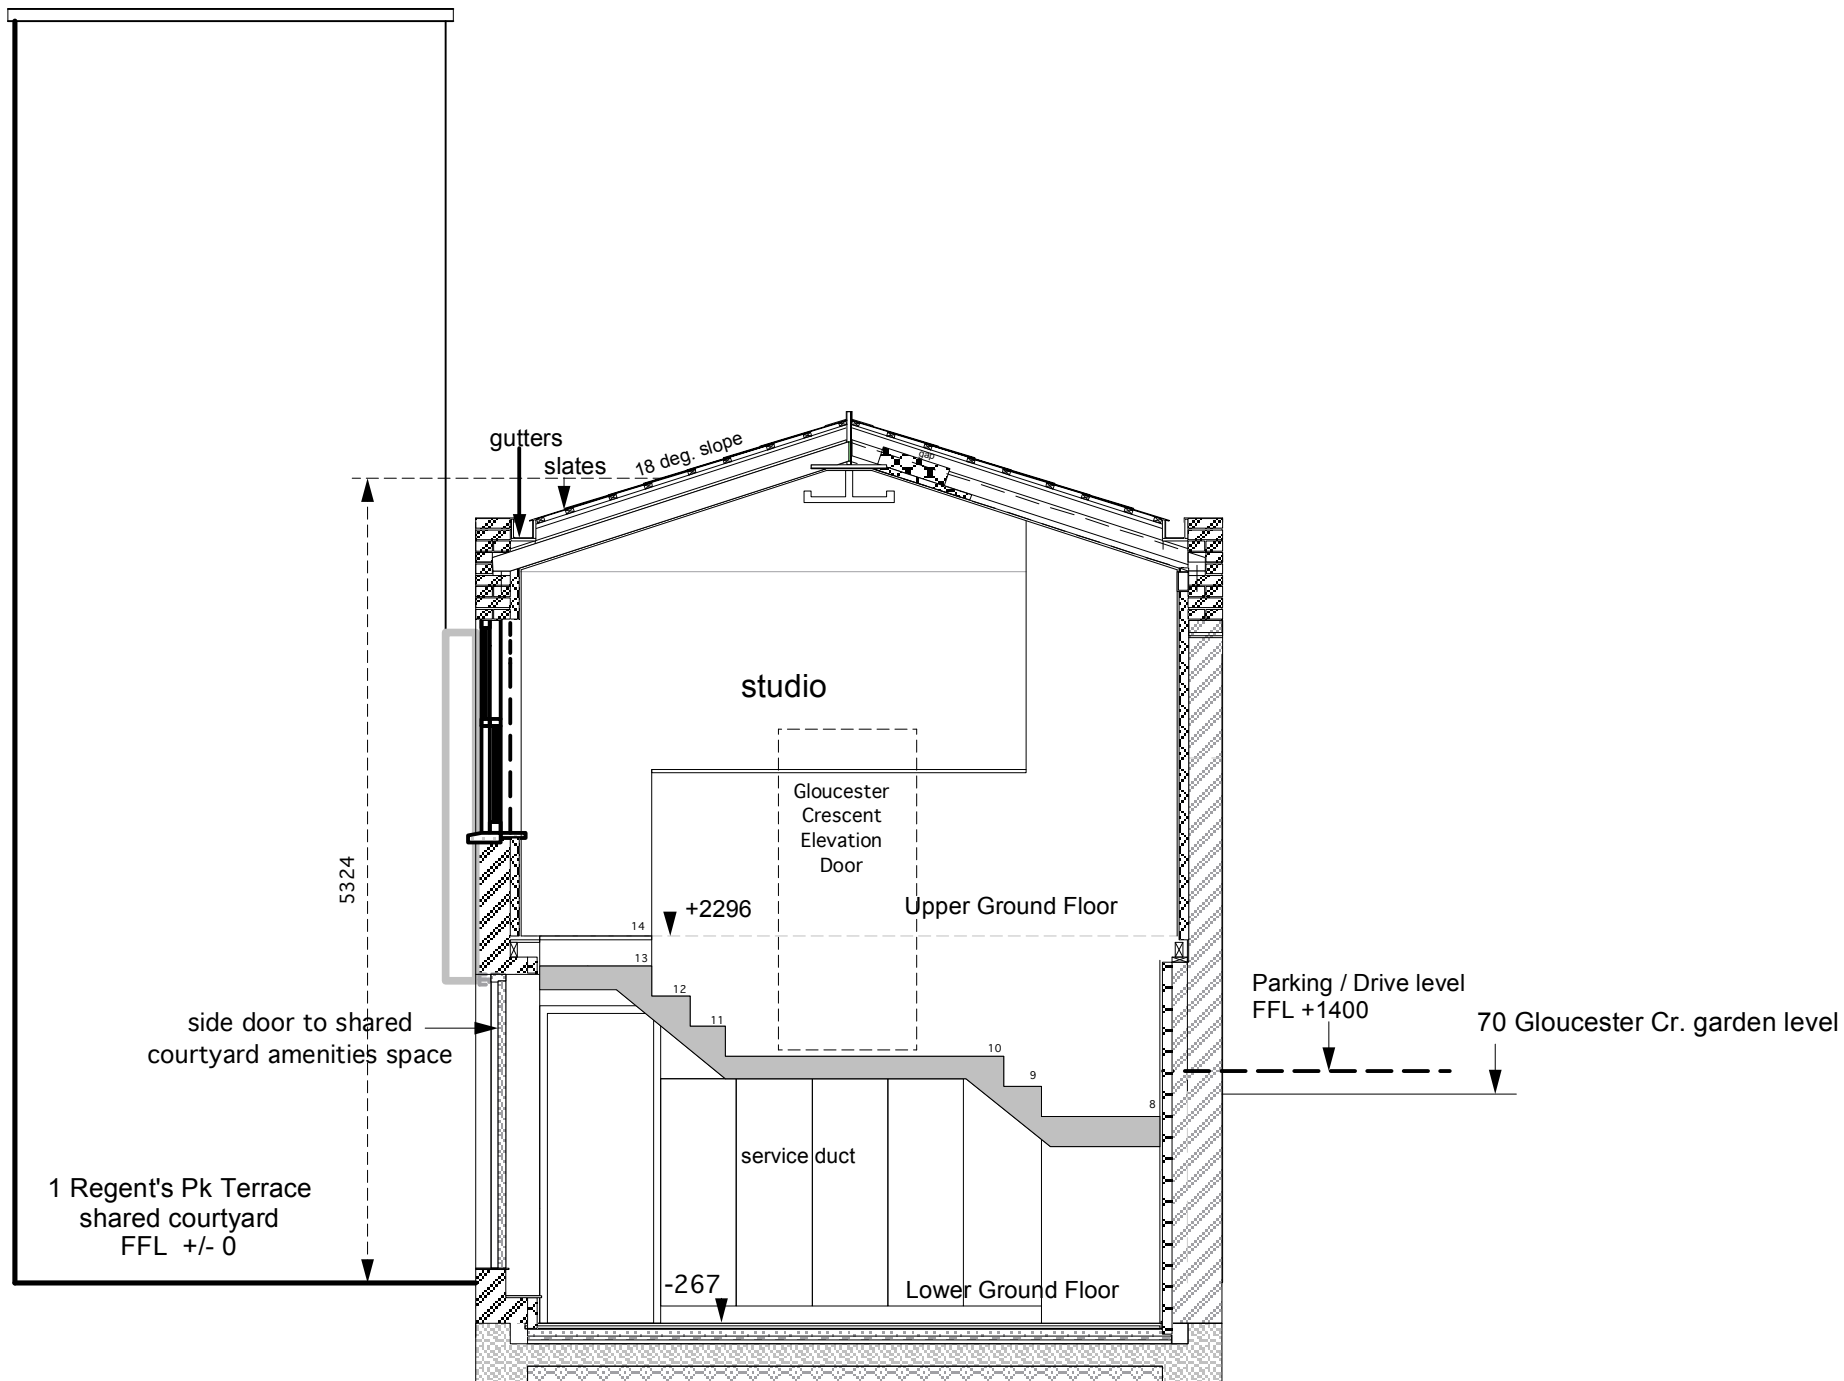 gutters
slates
18 deg. slope
gap
studio
Gloucester
Crescent
Elevation
Door
5324
14
+2296
Upper Ground Floor
13
12
11
10
9
8
Parking / Drive level
FFL +1400
70 Gloucester Cr. garden level
side door to shared
courtyard amenities space
service duct
1 Regent's Pk Terrace
shared courtyard
FFL +/- 0
-267
Lower Ground Floor